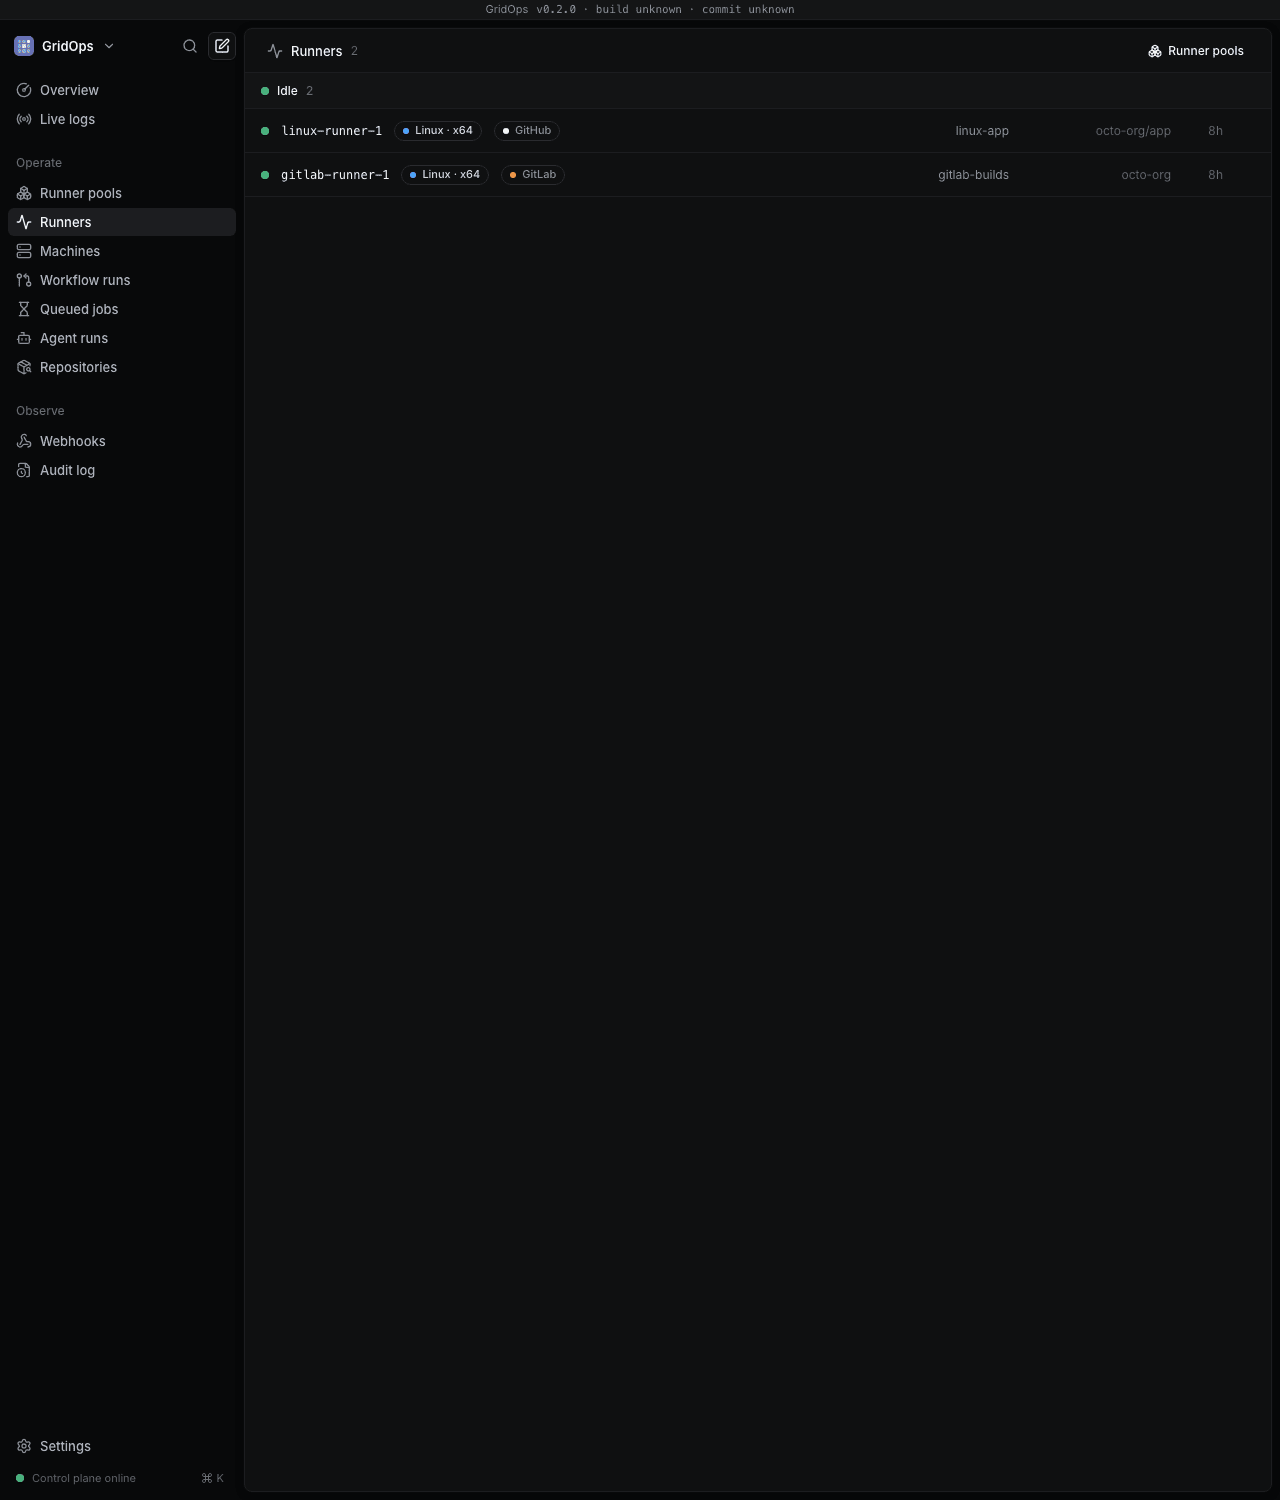 GridOps v0.2.0 · build unknown · commit unknown
GridOps
Overview
Live logs
Operate
Runner pools
Runners
Machines
Workflow runs
Queued jobs
Agent runs
Repositories
Observe
Webhooks
Audit log
Settings
Control plane online ⌘ K
Runners 2 Runner pools
Idle 2
linux-runner-1 Linux · x64 GitHub linux-app octo-org/app 8h
gitlab-runner-1 Linux · x64 GitLab gitlab-builds octo-org 8h